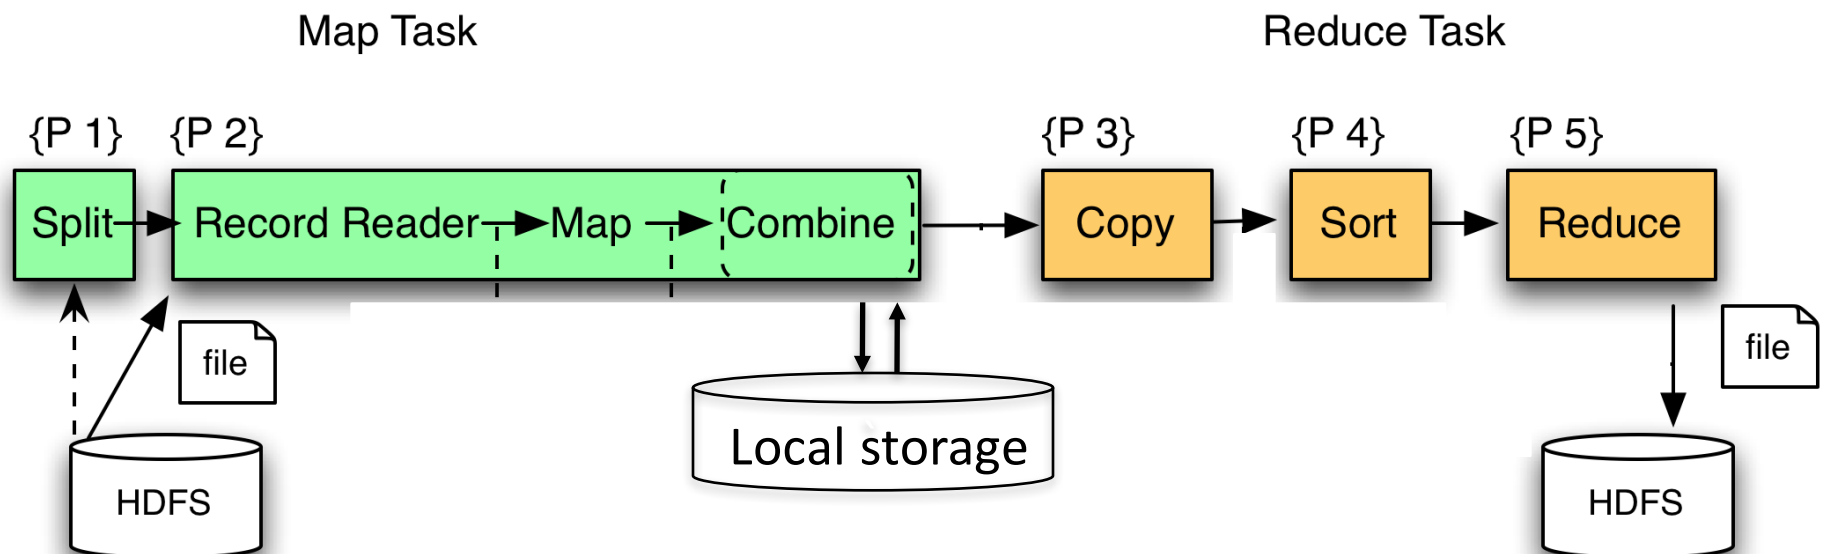 Map Task
Reduce Task
{P 1}
{P 2}
{P 3}
{P 4}
{P 5}
Split
Record Reader
Map
Combine
Copy
Sort
Reduce
file
file
Local storage
HDFS
HDFS